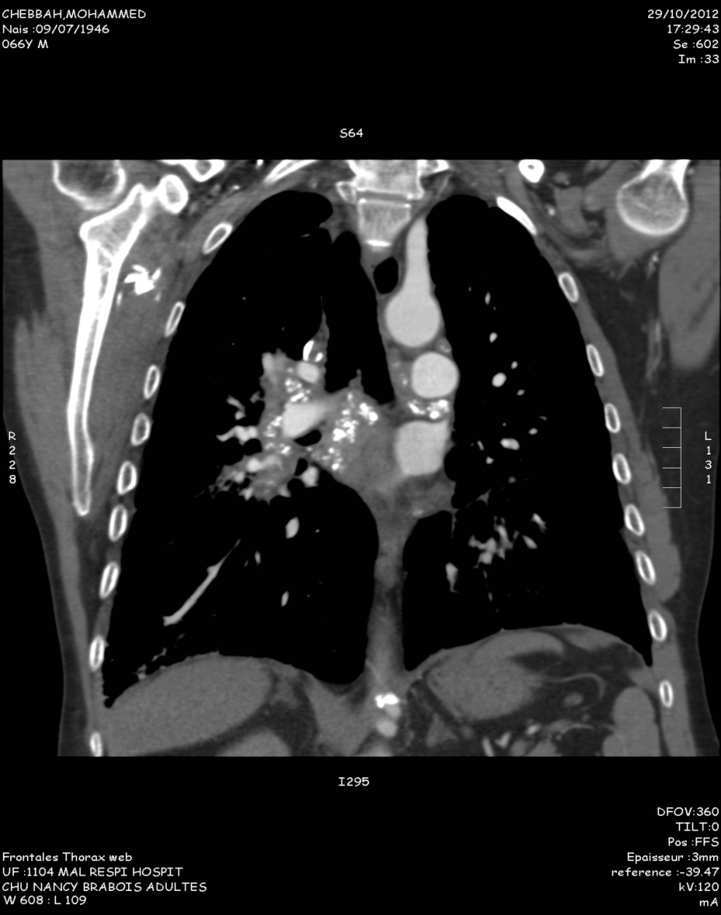 CHEBBAH,MOHAMMED
Nais :09/07/1946
066Y M
29/10/2012
17:29:43
Se :602
Im :33
S64
R
2
2
8
L
1
3
1
I295
DFOV:360
TILT:0
Pos :FFS
Epaisseur :3mm
reference :-39.47
kV:120
mA
Frontales Thorax web
UF :1104 MAL RESPI HOSPIT
CHU NANCY BRABOIS ADULTES
W 608 : L 109